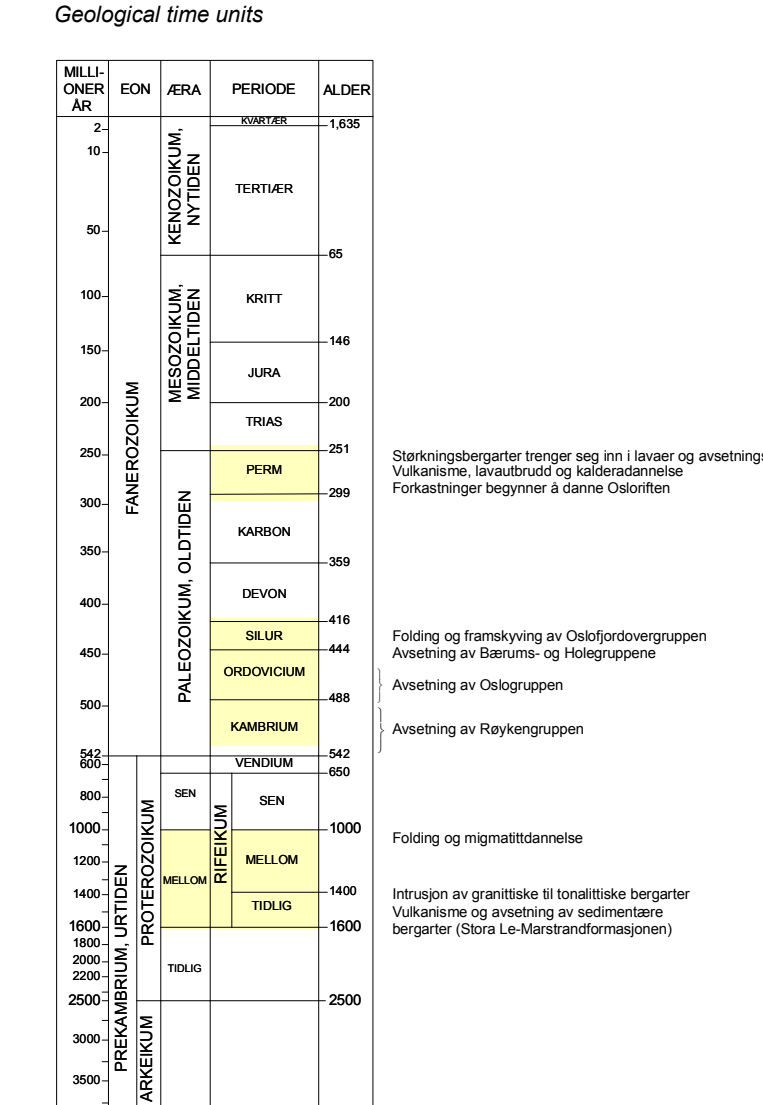 Geological time units
MILLI-
ONER
ÅR
EON
ÆRA
PERIODE
ALDER
2
10
50
100
150
200
250
300
350
400
450
500
542
600
800
1000
1200
1400
1600
1800
2000
2200
2500
3000
3500
FANEROZOIKUM
PREKAMBRIUM, URTIDEN
PROTEROZOIKUM
ARKEIKUM
KENOZOIKUM,
NYTIDEN
MESOZOIKUM,
MIDDELTIDEN
PALEOZOIKUM, OLDTIDEN
SEN
MELLOM
TIDLIG
KVARTÆR
TERTIÆR
KRITT
JURA
TRIAS
PERM
KARBON
DEVON
SILUR
ORDOVICIUM
KAMBRIUM
VENDIUM
RIFEIKUM
SEN
MELLOM
TIDLIG
1,635
65
146
200
251
299
359
416
444
488
542
650
1000
1400
1600
2500
Størkningsbergarter trenger seg inn i lavaer og avsetnings
Vulkanisme, lavautbrudd og kalderadannelse
Forkastninger begynner å danne Osloriften
Folding og framskyving av Oslofjordovergruppen
Avsetning av Bærums- og Holegruppene
Avsetning av Oslogruppen
Avsetning av Røykengruppen
Folding og migmatittdannelse
Intrusjon av granittiske til tonalittiske bergarter
Vulkanisme og avsetning av sedimentære
bergarter (Stora Le-Marstrandformasjonen)